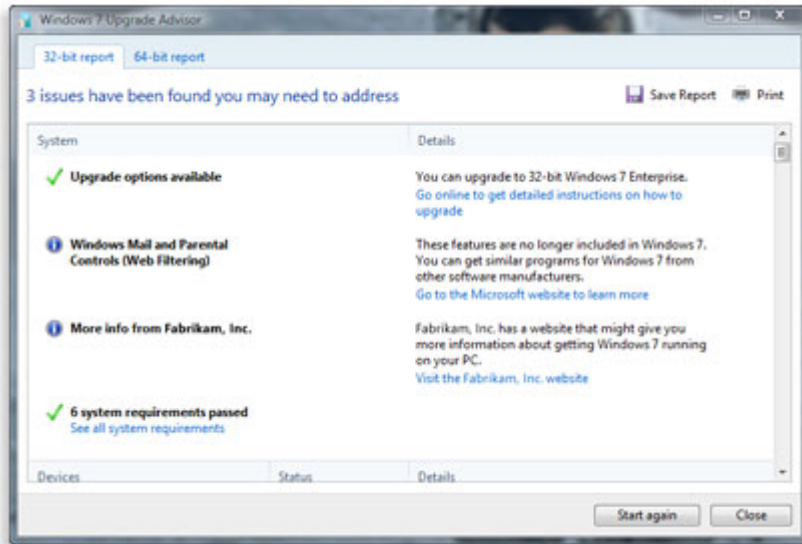 Windows 7 Upgrade Advisor
32-bit report 64-bit report
3 issues have been found you may need to address
Save Report Print
System Details
Upgrade options available
You can upgrade to 32-bit Windows 7 Enterprise.
Go online to get detailed instructions on how to
upgrade
Windows Mail and Parental
Controls (Web Filtering)
These features are no longer included in Windows 7.
You can get similar programs for Windows 7 from
other software manufacturers.
Go to the Microsoft website to learn more
More info from Fabrikam, Inc.
Fabrikam, Inc. has a website that might give you
more information about getting Windows 7 running
on your PC.
Visit the Fabrikam, Inc. website
6 system requirements passed
See all system requirements
Devices Status Details
Start again Close